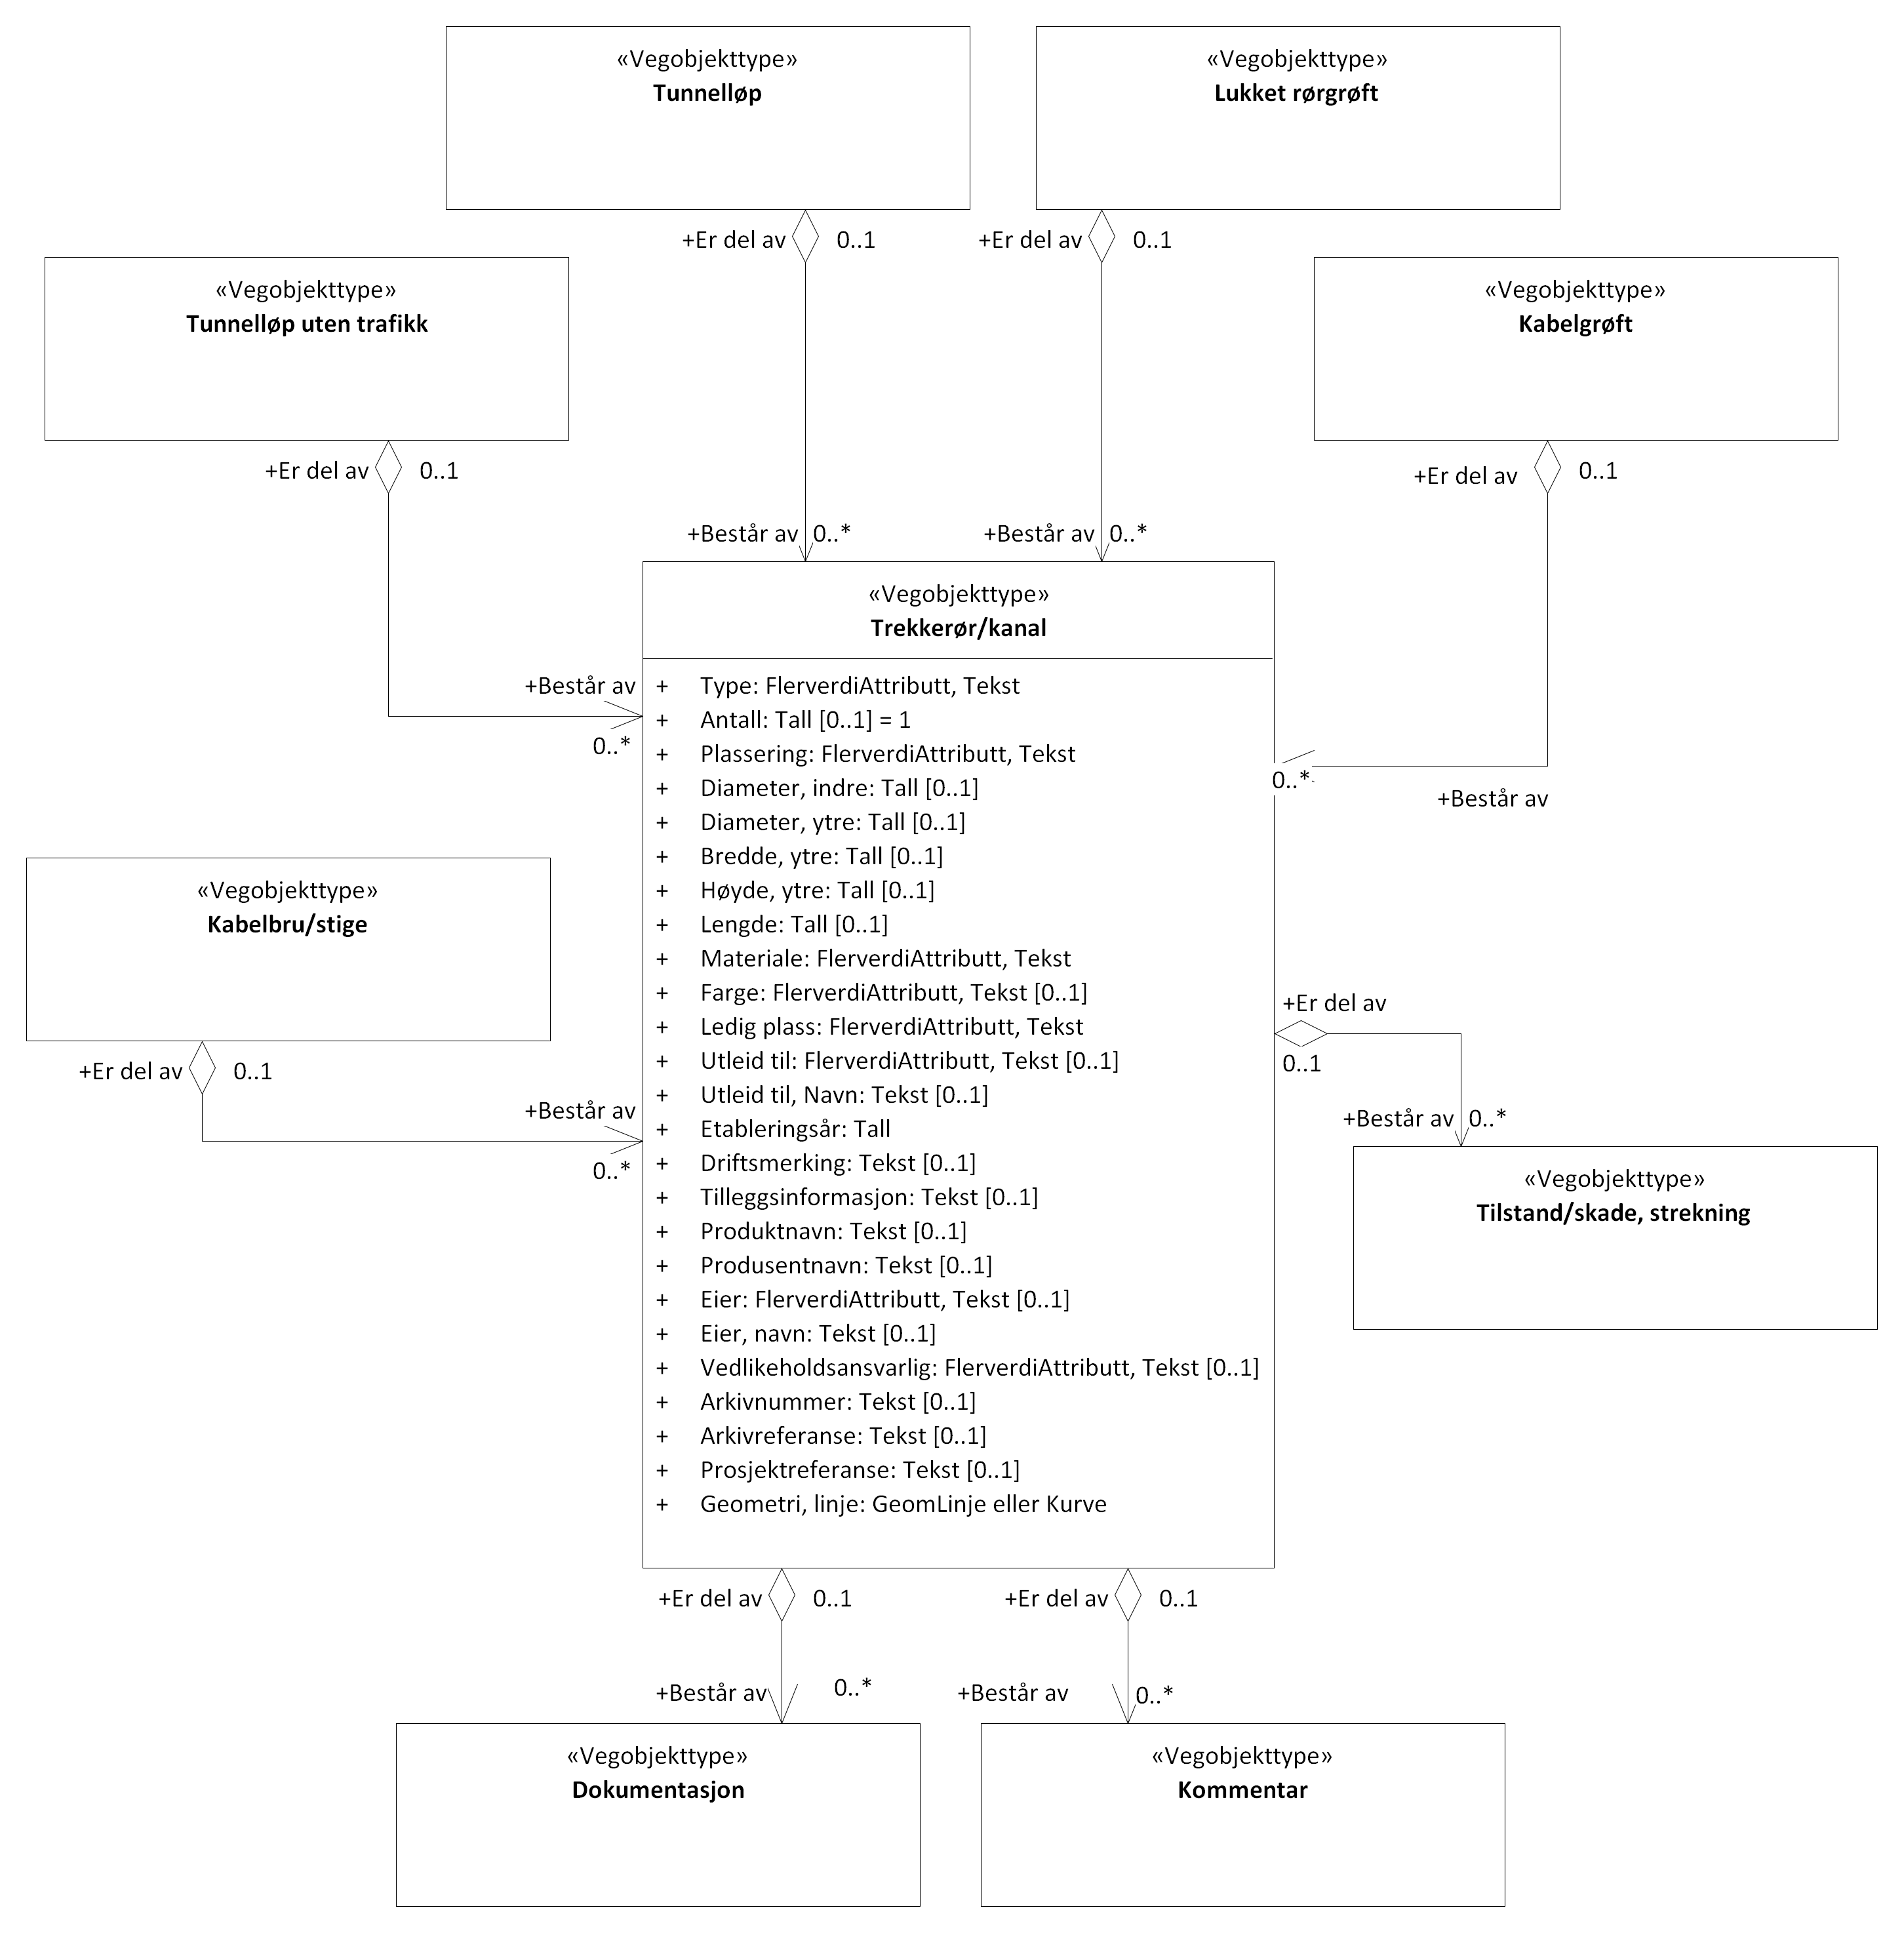 «Vegobjekttype»
Tunnelløp
«Vegobjekttype»
Lukket rørgrøft
+Er del av 0..1
+Er del av 0..1
«Vegobjekttype»
Tunnelløp uten trafikk
«Vegobjekttype»
Kabelgrøft
+Er del av 0..1
+Er del av 0..1
+Består av 0..*
+Består av 0..*
«Vegobjekttype»
Trekkerør/kanal
+Består av
0..*
0..*
+Består av
+ Type: FlerverdiAttributt, Tekst
+ Antall: Tall [0..1] = 1
+ Plassering: FlerverdiAttributt, Tekst
+ Diameter, indre: Tall [0..1]
+ Diameter, ytre: Tall [0..1]
+ Bredde, ytre: Tall [0..1]
+ Høyde, ytre: Tall [0..1]
+ Lengde: Tall [0..1]
+ Materiale: FlerverdiAttributt, Tekst
+ Farge: FlerverdiAttributt, Tekst [0..1]
+ Ledig plass: FlerverdiAttributt, Tekst
+ Utleid til: FlerverdiAttributt, Tekst [0..1]
+ Utleid til, Navn: Tekst [0..1]
+ Etableringsår: Tall
+ Driftsmerking: Tekst [0..1]
+ Tilleggsinformasjon: Tekst [0..1]
+ Produktnavn: Tekst [0..1]
+ Produsentnavn: Tekst [0..1]
+ Eier: FlerverdiAttributt, Tekst [0..1]
+ Eier, navn: Tekst [0..1]
+ Vedlikeholdsansvarlig: FlerverdiAttributt, Tekst [0..1]
+ Arkivnummer: Tekst [0..1]
+ Arkivreferanse: Tekst [0..1]
+ Prosjektreferanse: Tekst [0..1]
+ Geometri, linje: GeomLinje eller Kurve
«Vegobjekttype»
Kabelbru/stige
+Er del av 0..1
+Består av
0..*
+Er del av
0..1
+Består av 0..*
«Vegobjekttype»
Tilstand/skade, strekning
+Er del av 0..1
+Er del av 0..1
+Består av 0..*
+Består av 0..*
«Vegobjekttype»
Dokumentasjon
«Vegobjekttype»
Kommentar